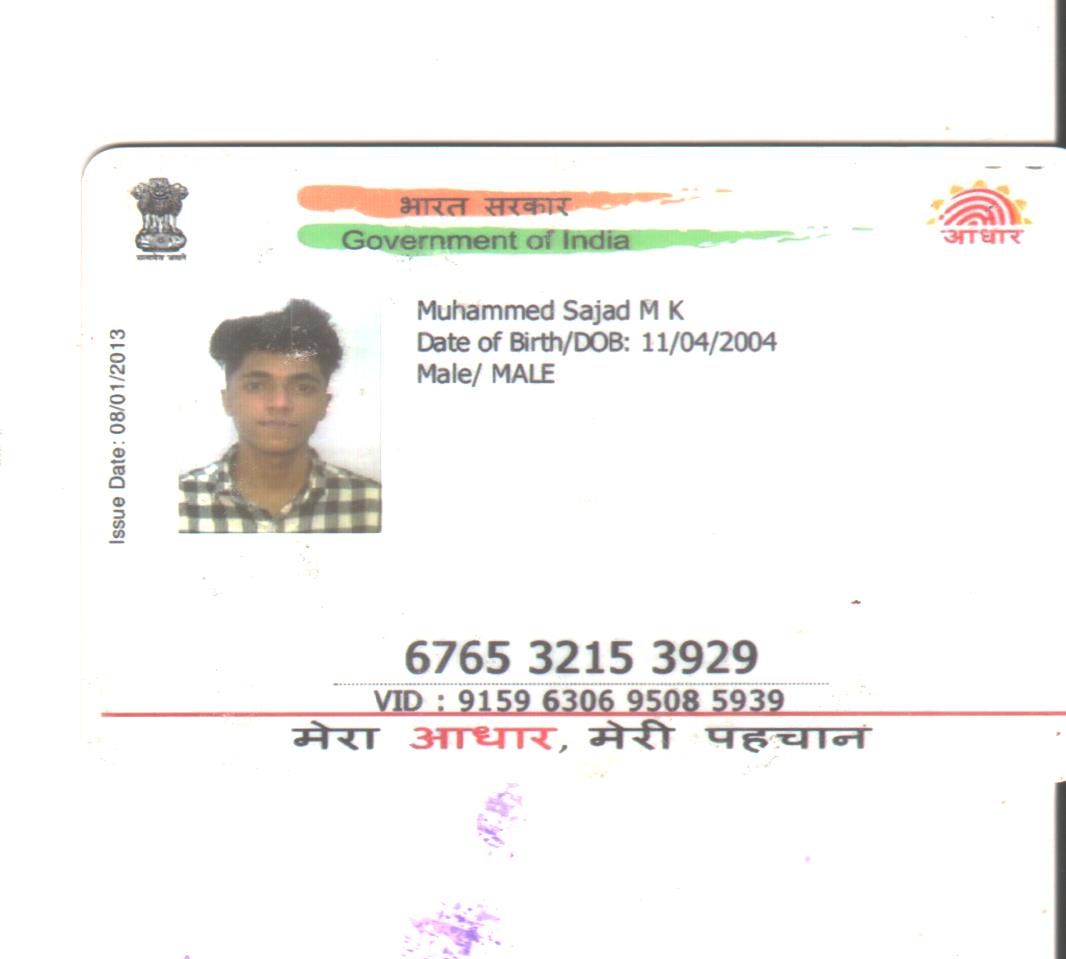 भारत सरकार
Government of India
आधार
Issue Date: 08/01/2013
Muhammed Sajad M K
Date of Birth/DOB: 11/04/2004
Male/ MALE
6765 3215 3929
VID : 9159 6306 9508 5939
मेरा आधार, मेरी पहचान